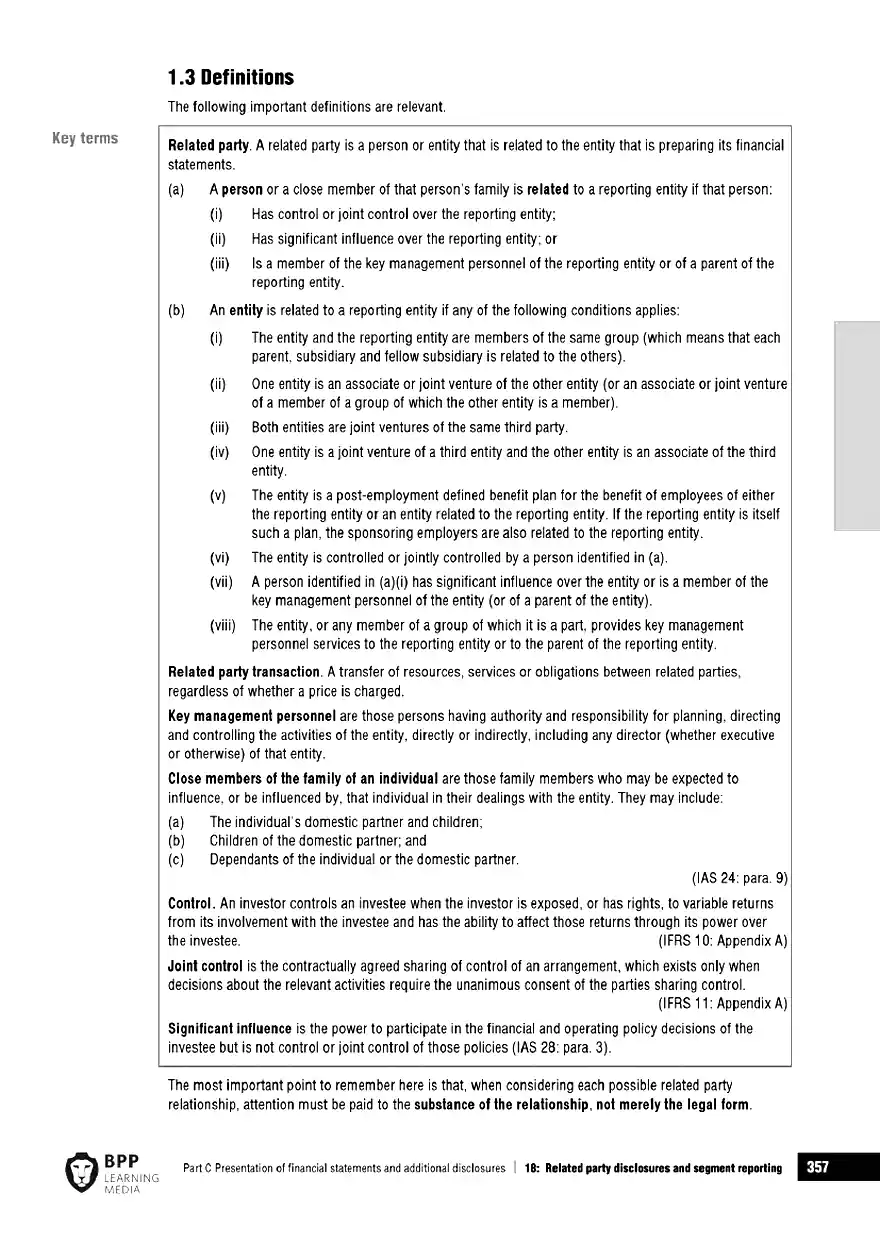 1.3 Definitions
The following important definitions are relevant.
Key terms
Related party. A related party is a person or entity that is related to the entity that is preparing its financial
statements.
(a) A person or a close member of that person's family is related to a reporting entity if that person:
(i) Has control or joint control over the reporting entity;
(ii) Has significant influence over the reporting entity; or
(iii) Is a member of the key management personnel of the reporting entity or of a parent of the
reporting entity.
(b) An entity is related to a reporting entity if any of the following conditions applies:
(i) The entity and the reporting entity are members of the same group (which means that each
parent, subsidiary and fellow subsidiary is related to the others).
(ii) One entity is an associate or joint venture of the other entity (or an associate or joint venture
of a member of a group of which the other entity is a member).
(iii) Both entities are joint ventures of the same third party.
(iv) One entity is a joint venture of a third entity and the other entity is an associate of the third
entity.
(v) The entity is a post-employment defined benefit plan for the benefit of employees of either
the reporting entity or an entity related to the reporting entity. If the reporting entity is itself
such a plan, the sponsoring employers are also related to the reporting entity.
(vi) The entity is controlled or jointly controlled by a person identified in (a).
(vii) A person identified in (a)(i) has significant influence over the entity or is a member of the
key management personnel of the entity (or of a parent of the entity).
(viii) The entity, or any member of a group of which it is a part, provides key management
personnel services to the reporting entity or to the parent of the reporting entity.
Related party transaction. A transfer of resources, services or obligations between related parties,
regardless of whether a price is charged.
Key management personnel are those persons having authority and responsibility for planning, directing
and controlling the activities of the entity, directly or indirectly, including any director (whether executive
or otherwise) of that entity.
Close members of the family of an individual are those family members who may be expected to
influence, or be influenced by, that individual in their dealings with the entity. They may include:
(a) The individual's domestic partner and children;
(b) Children of the domestic partner; and
(c) Dependants of the individual or the domestic partner.
(IAS 24: para. 9)
Control. An investor controls an investee when the investor is exposed, or has rights, to variable returns
from its involvement with the investee and has the ability to affect those returns through its power over
the investee. (IFRS 10: Appendix A)
Joint control is the contractually agreed sharing of control of an arrangement, which exists only when
decisions about the relevant activities require the unanimous consent of the parties sharing control.
(IFRS 11: Appendix A)
Significant influence is the power to participate in the financial and operating policy decisions of the
investee but is not control or joint control of those policies (IAS 28: para. 3).
The most important point to remember here is that, when considering each possible related party
relationship, attention must be paid to the substance of the relationship, not merely the legal form.
BPP
LEARNING
MEDIA
Part C Presentation of financial statements and additional disclosures | 18: Related party disclosures and segment reporting 357